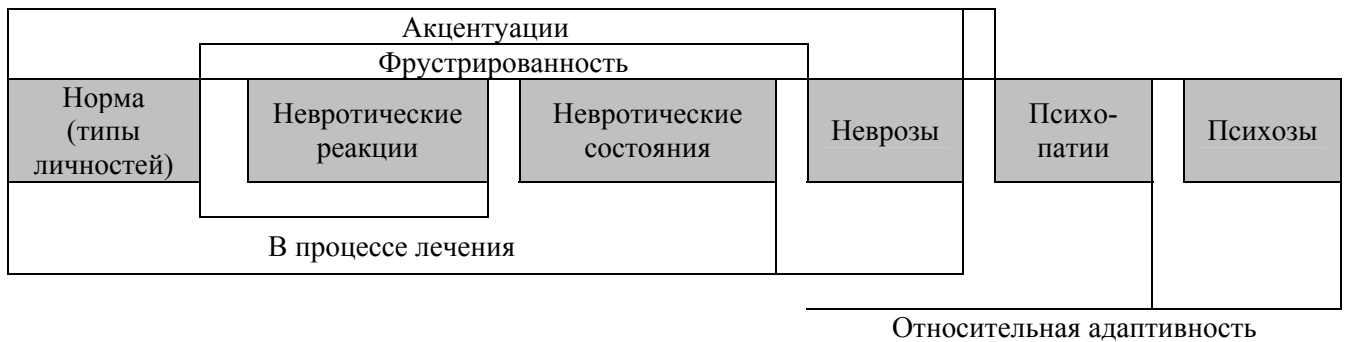 Акцентуации
Фрустрированность
Норма
(типы
личностей)
Невротические
реакции
Невротические
состояния
Неврозы
Психо-
патии
Психозы
В процессе лечения
Относительная адаптивность